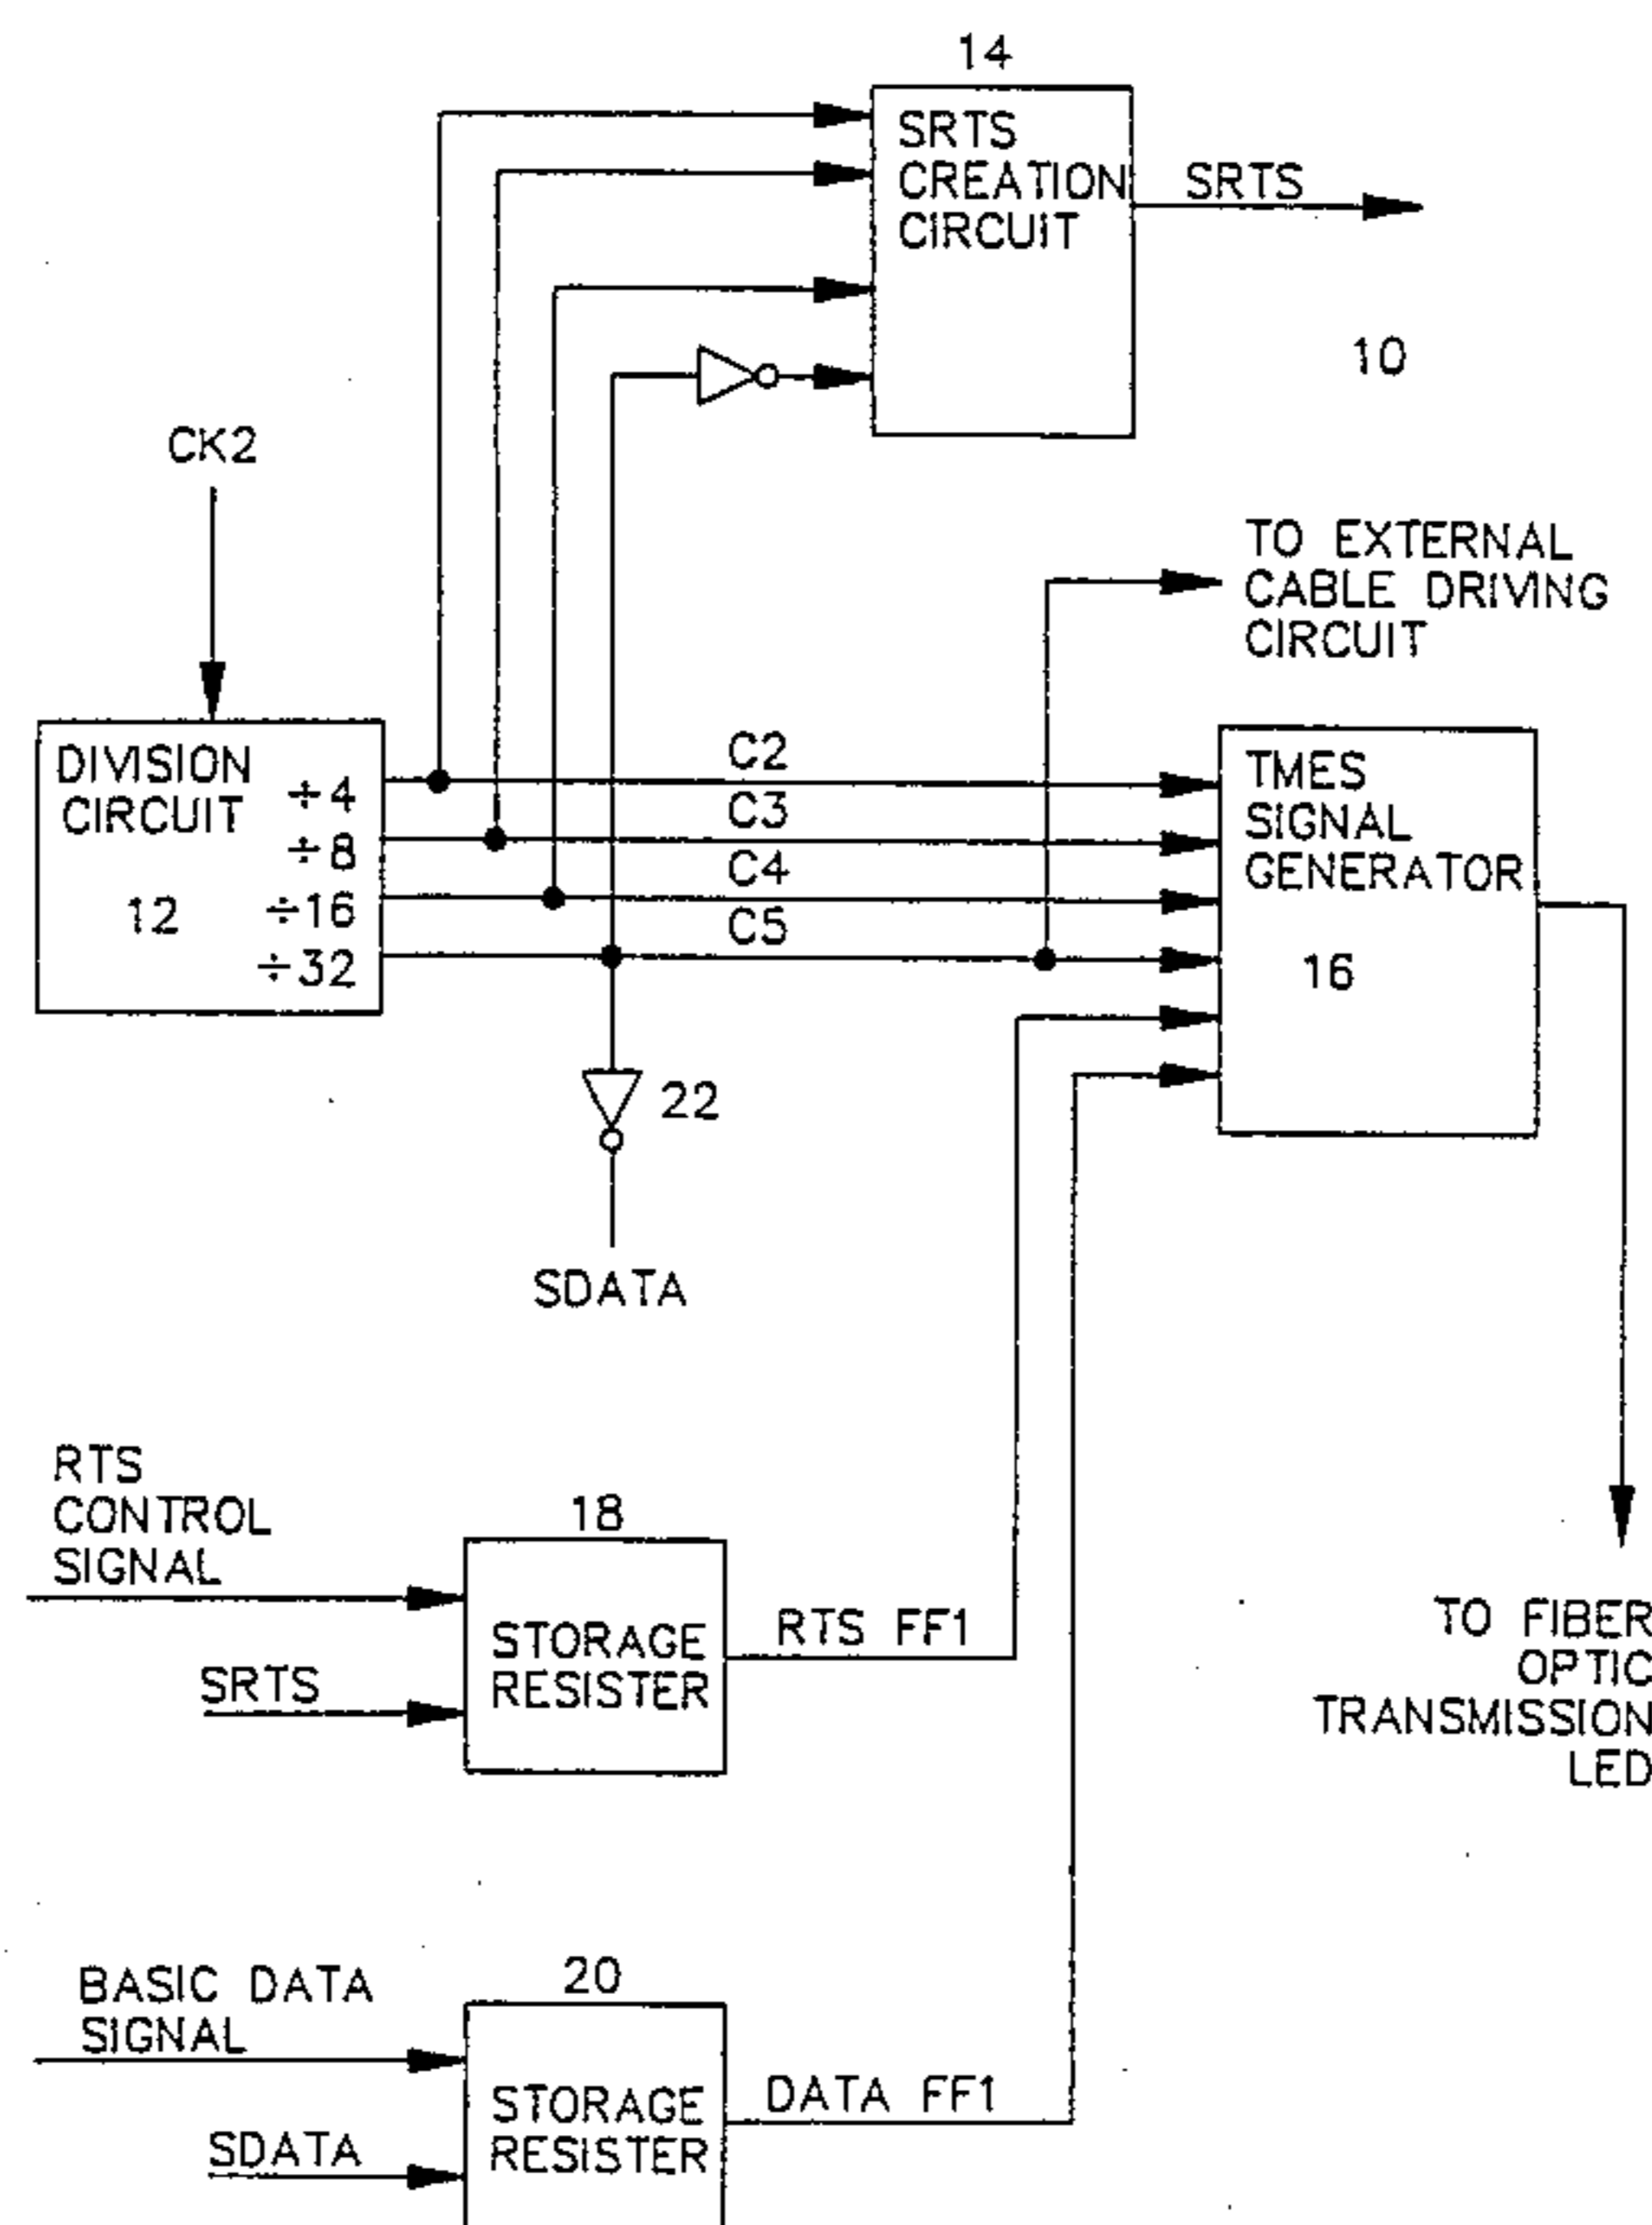 14
SRTS
CREATION
CIRCUIT
SRTS
10
CK2
TO EXTERNAL
CABLE DRIVING
CIRCUIT
DIVISION
CIRCUIT
÷4
÷8
12
÷16
÷32
C2
C3
C4
C5
TMES
SIGNAL
GENERATOR
16
22
SDATA
RTS
CONTROL
SIGNAL
18
STORAGE
RESISTER
SRTS
RTS FF1
TO FIBER
OPTIC
TRANSMISSION
LED
BASIC DATA
SIGNAL
20
STORAGE
RESISTER
SDATA
DATA FF1